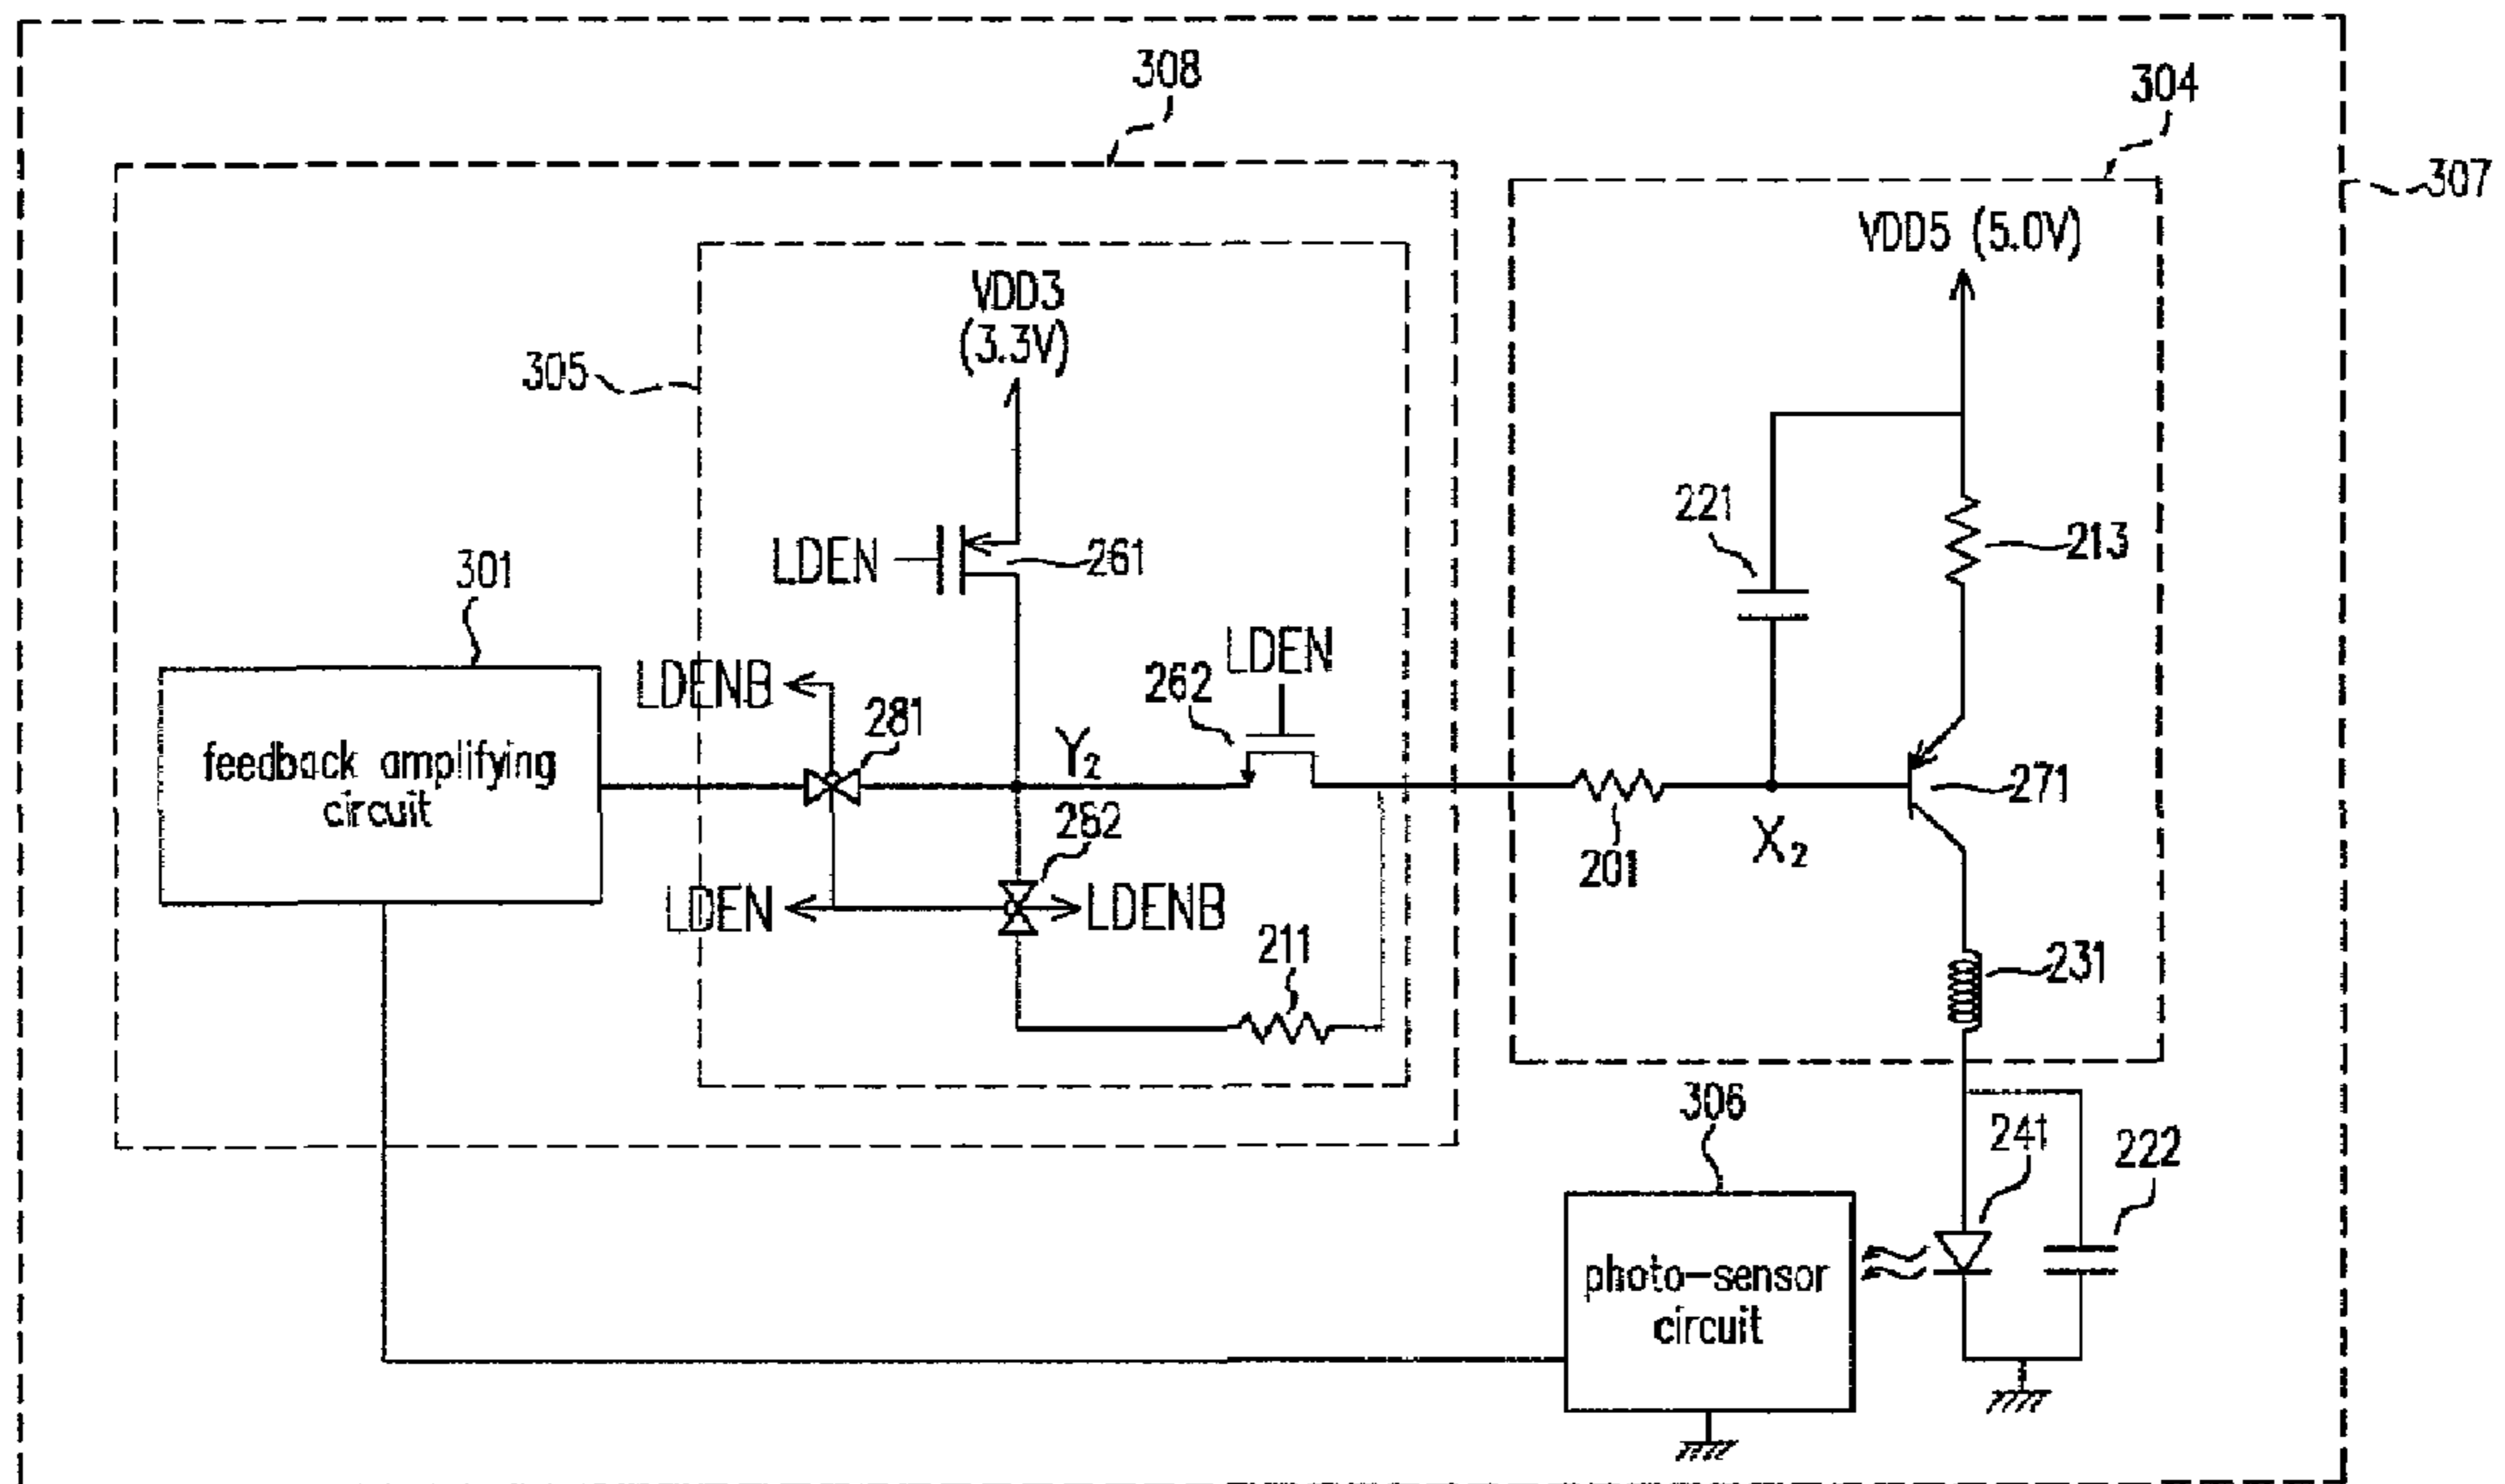 308
304
307
VDD5 (5.0V)
VDD3
(3.3V)
305
221
213
LDEN
261
301
LDEN
262
LDENB
281
Y2
271
feedback amplifying
circuit
262
X2
201
LDEN
LDENB
211
231
306
241
222
photo-sensor
circuit